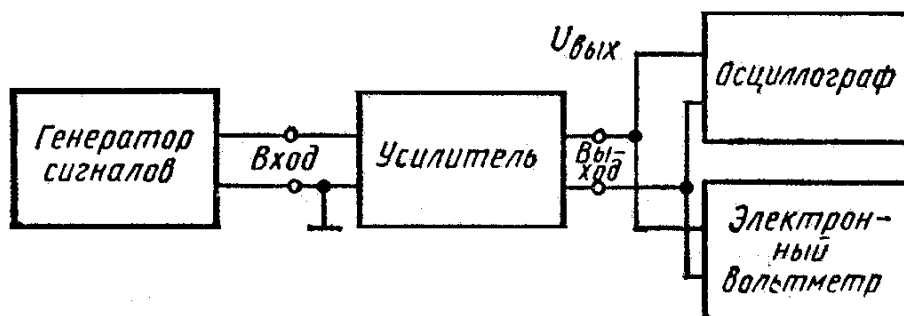 Генератор
сигналов
Вход
Усилитель
Вы-
ход
Uвых
Осциллограф
Электрон-
ный
вольтметр